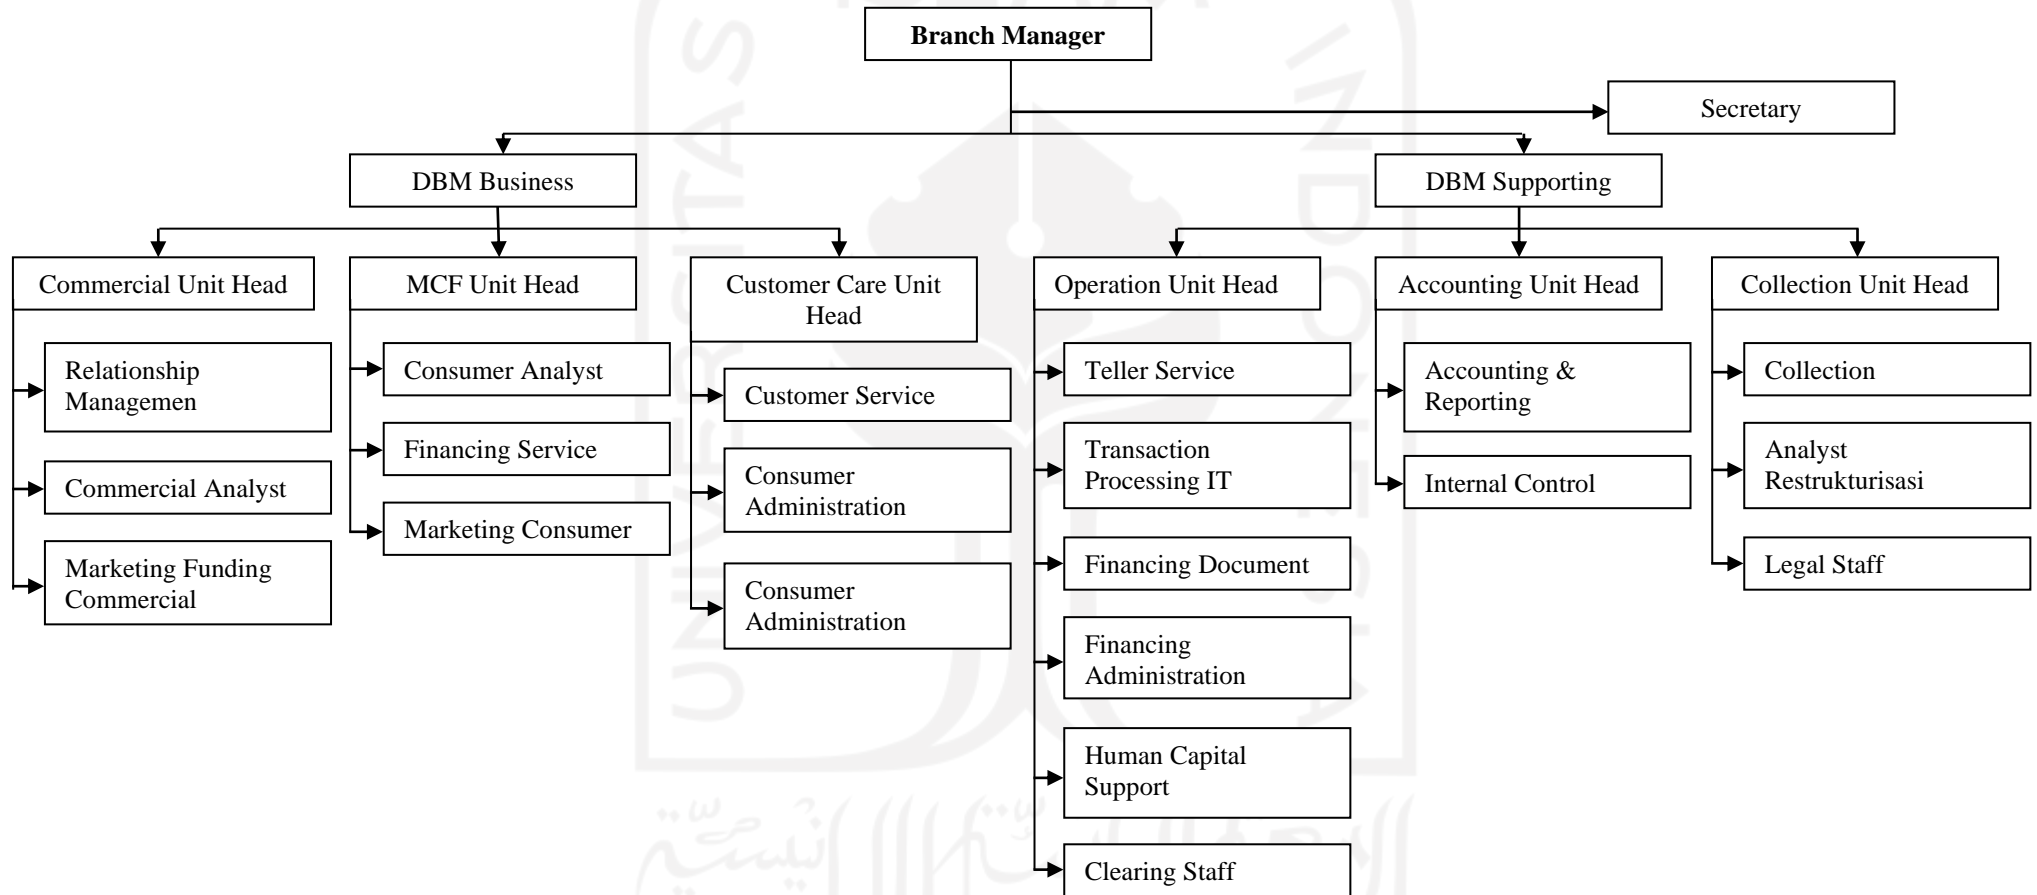 Branch Manager
Secretary
DBM Business
DBM Supporting
Commercial Unit Head
MCF Unit Head
Customer Care Unit
Head
Operation Unit Head
Accounting Unit Head
Collection Unit Head
Relationship
Managemen
Commercial Analyst
Marketing Funding
Commercial
Consumer Analyst
Financing Service
Marketing Consumer
Customer Service
Consumer
Administration
Consumer
Administration
Teller Service
Transaction
Processing IT
Financing Document
Financing
Administration
Human Capital
Support
Clearing Staff
Accounting &
Reporting
Internal Control
Collection
Analyst
Restrukturisasi
Legal Staff
UNIVERSITAS
INDONESIA